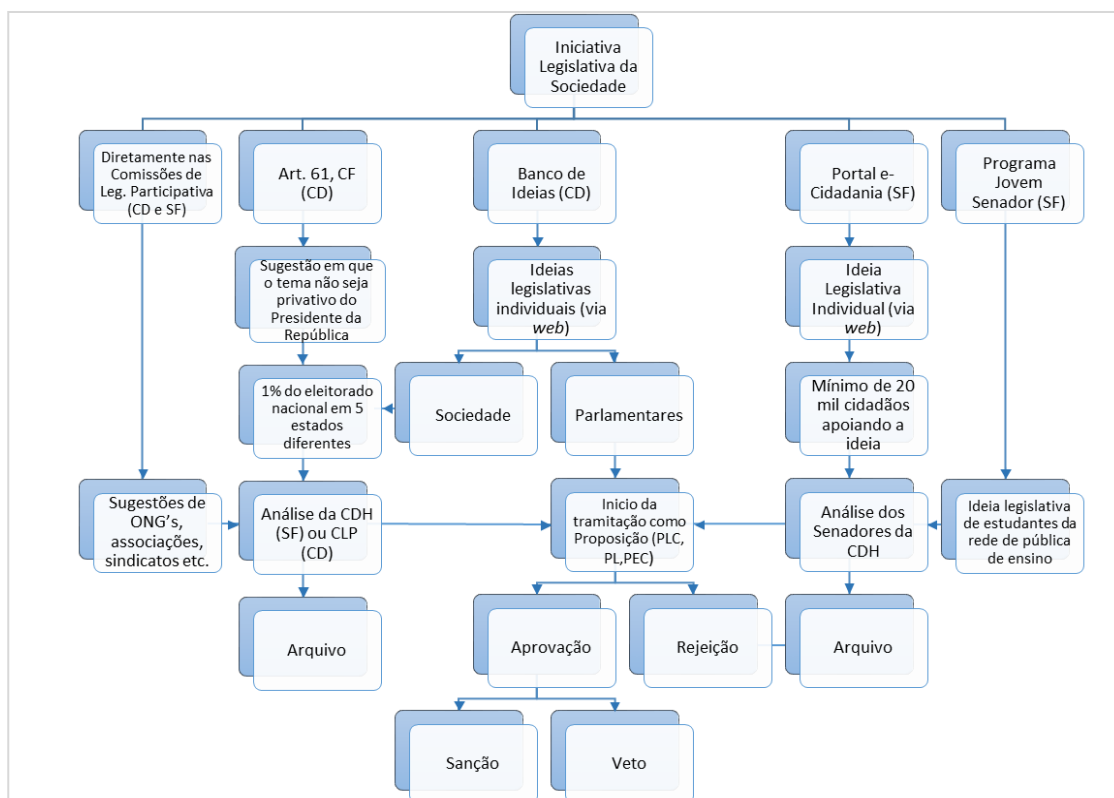 Iniciativa
Legislativa da
Sociedade
Diretamente nas
Comissões de
Leg. Participativa
(CD e SF)
Art. 61, CF
(CD)
Banco de
Ideias (CD)
Portal e-
Cidadania (SF)
Programa
Jovem
Senador (SF)
Sugestão em que
o tema não seja
privativo do
Presidente da
República
Ideias
legislativas
individuais (via
web)
Ideia
Legislativa
Individual (via
web)
1% do eleitorado
nacional em 5
estados
diferentes
Sociedade
Parlamentares
Mínimo de 20
mil cidadãos
apoiando a
ideia
Sugestões de
ONG's,
associações,
sindicatos etc.
Análise da CDH
(SF) ou CLP
(CD)
Inicio da
tramitação como
Proposição (PLC,
PL,PEC)
Análise dos
Senadores da
CDH
Ideia legislativa
de estudantes da
rede de pública
de ensino
Arquivo
Aprovação
Rejeição
Arquivo
Sanção
Veto